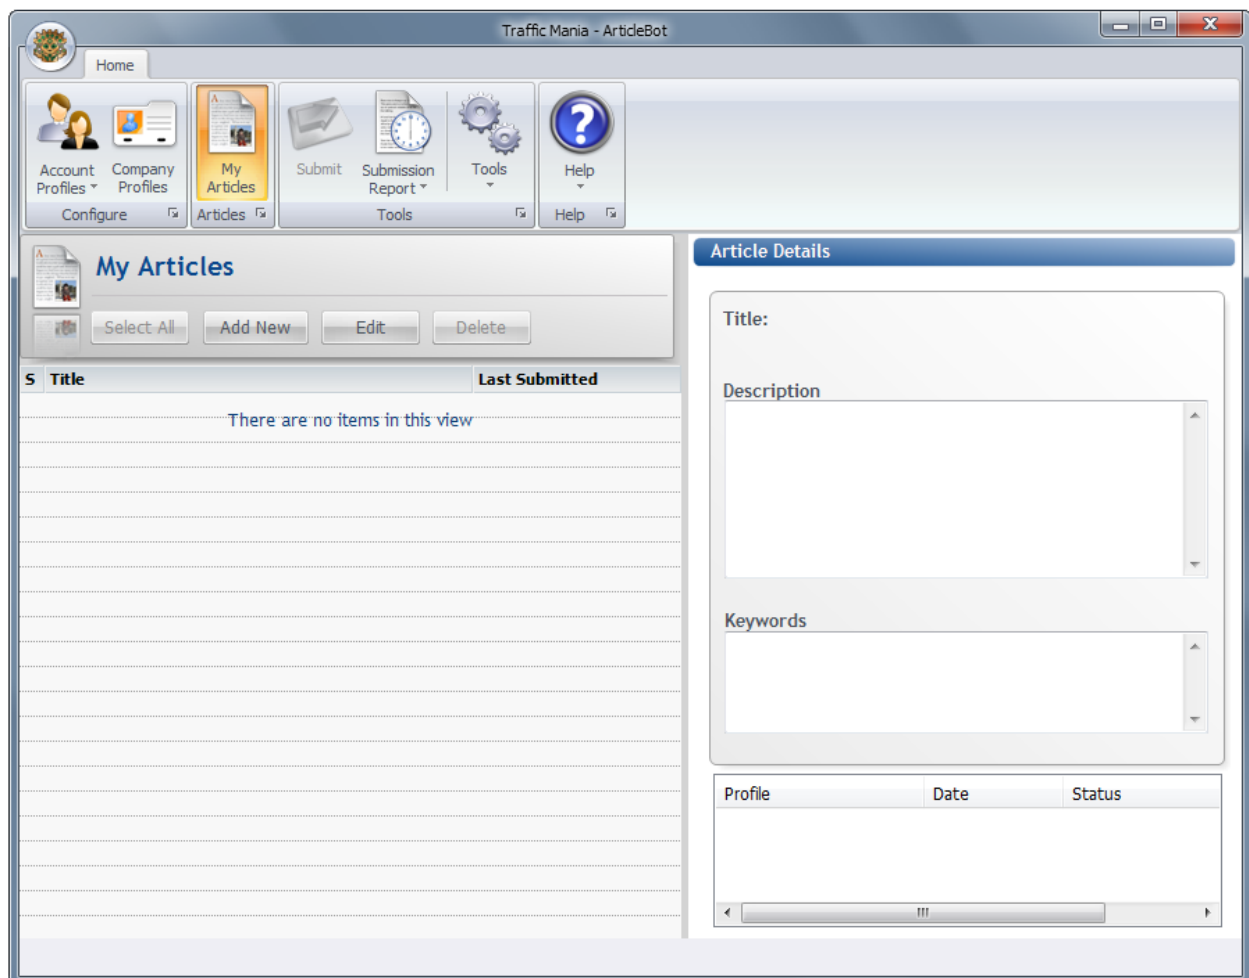 Traffic Mania - ArticleBot
Home
Account Profiles
Company Profiles
My Articles
Submit
Submission Report
Tools
Help
Configure
Articles
Tools
Help
My Articles
Select All
Add New
Edit
Delete
S
Title
Last Submitted
There are no items in this view
Article Details
Title:
Description
Keywords
Profile
Date
Status